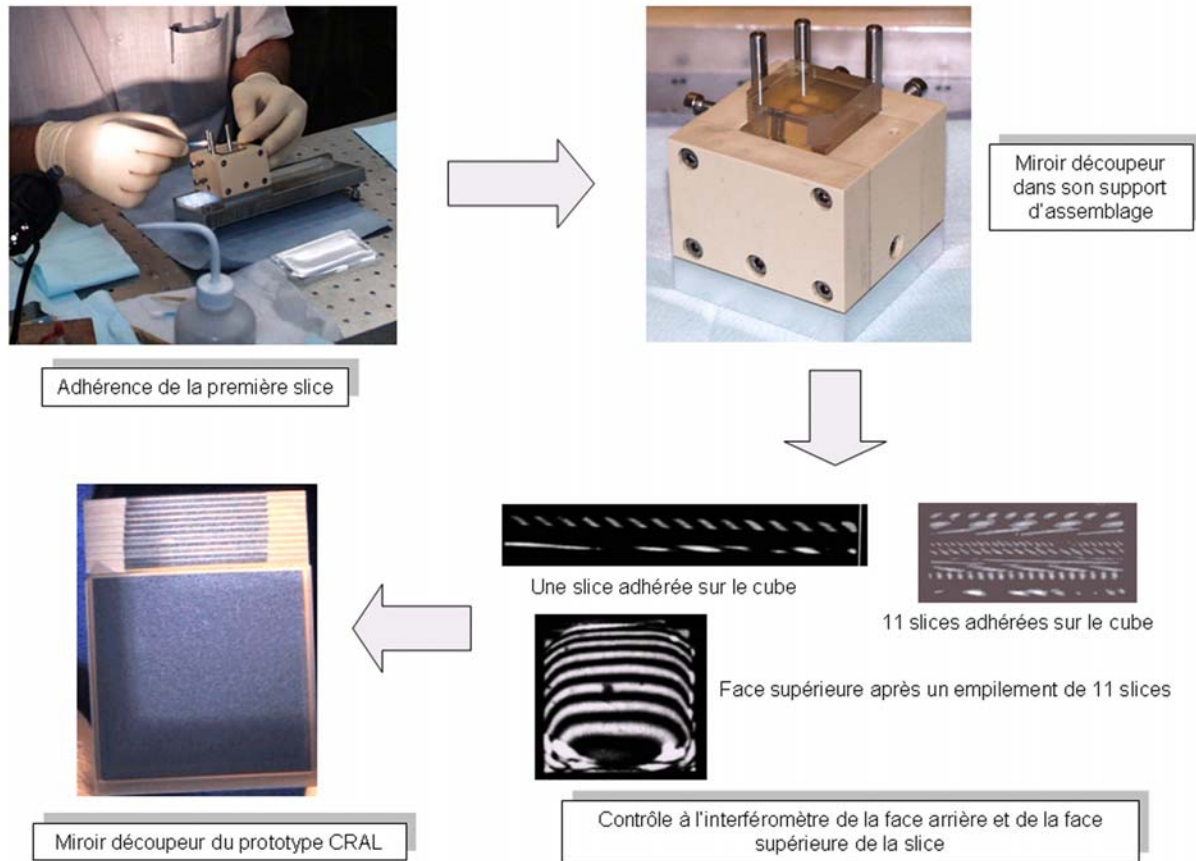 Adhérence de la première slice
Miroir découpeur
dans son support
d'assemblage
Une slice adhérée sur le cube
11 slices adhérées sur le cube
Face supérieure après un empilement de 11 slices
Contrôle à l'interféromètre de la face arrière et de la face
supérieure de la slice
Miroir découpeur du prototype CRAL